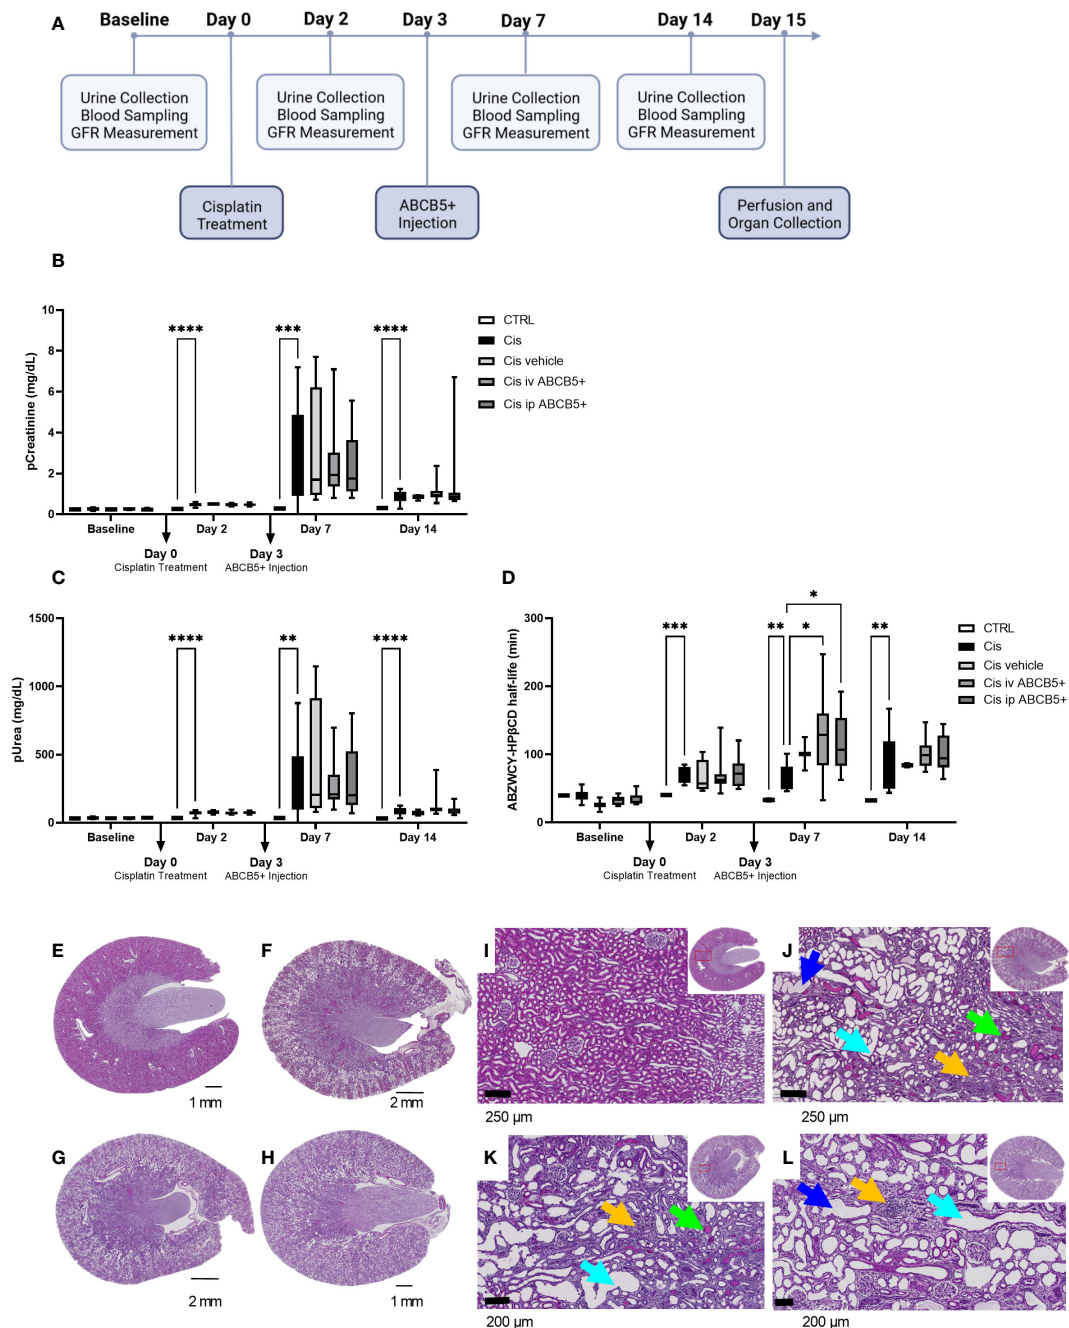 A
Baseline Day 0 Day 2 Day 3 Day 7 Day 14 Day 15
Urine Collection
Blood Sampling
GFR Measurement
Urine Collection
Blood Sampling
GFR Measurement
Urine Collection
Blood Sampling
GFR Measurement
Urine Collection
Blood Sampling
GFR Measurement
Cisplatin
Treatment
ABCB5+
Injection
Perfusion and
Organ Collection
B
pCreatinine (mg/dL)
10
8
6
4
2
0
**** *** ****
CTRL
Cis
Cis vehicle
Cis iv ABCB5+
Cis ip ABCB5+
Baseline Day 2 Day 7 Day 14
Day 0 Day 3
Cisplatin Treatment ABCB5+ Injection
C
pUrea (mg/dL)
1500
1000
500
0
**** ** ****
Baseline Day 2 Day 7 Day 14
Day 0 Day 3
Cisplatin Treatment ABCB5+ Injection
D
ABZWCY-HPβCD half-life (min)
300
200
100
0
*
*** ** * **
CTRL
Cis
Cis vehicle
Cis iv ABCB5+
Cis ip ABCB5+
Baseline Day 2 Day 7 Day 14
Day 0 Day 3
Cisplatin Treatment ABCB5+ Injection
E
1 mm
F
2 mm
G
2 mm
H
1 mm
I
250 µm
J
250 µm
K
200 µm
L
200 µm